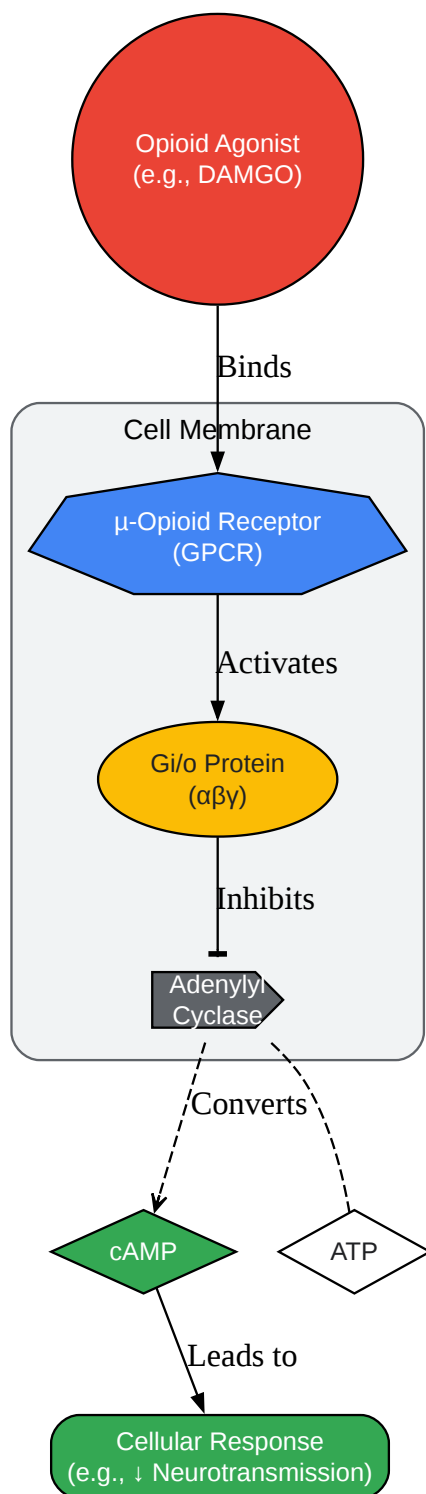 Opioid Agonist
(e.g., DAMGO)
Binds
Cell Membrane
µ-Opioid Receptor
(GPCR)
Activates
Gi/o Protein
(αβγ)
Inhibits
Adenylyl
Cyclase
Converts
cAMP
ATP
Leads to
Cellular Response
(e.g., ↓ Neurotransmission)